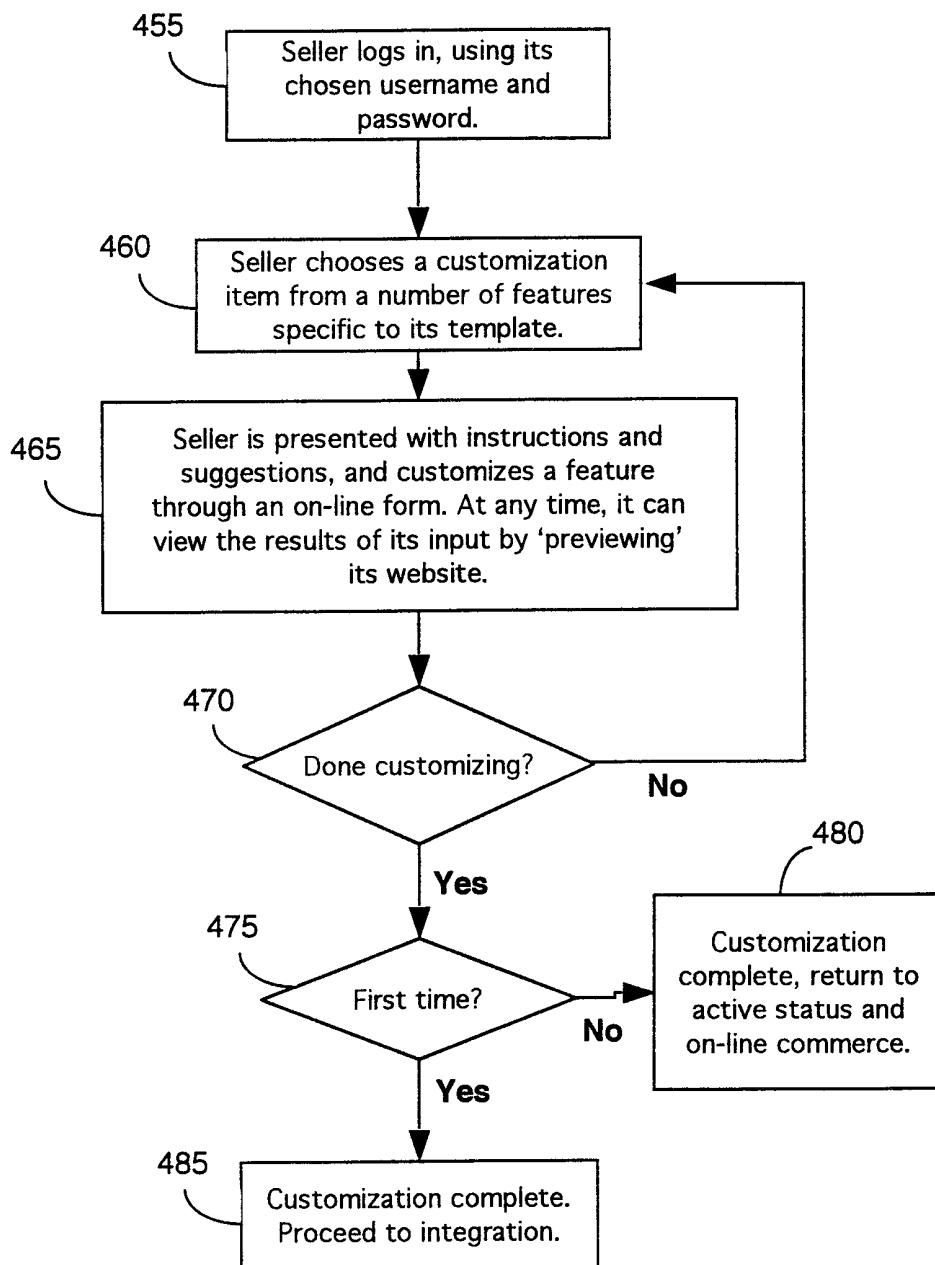 455
Seller logs in, using its
chosen username and
password.
460
Seller chooses a customization
item from a number of features
specific to its template.
465
Seller is presented with instructions and
suggestions, and customizes a feature
through an on-line form. At any time, it can
view the results of its input by ‘previewing’
its website.
470
Done customizing?
No
Yes
480
Customization
complete, return to
active status and
on-line commerce.
475
First time?
No
Yes
485
Customization complete.
Proceed to integration.